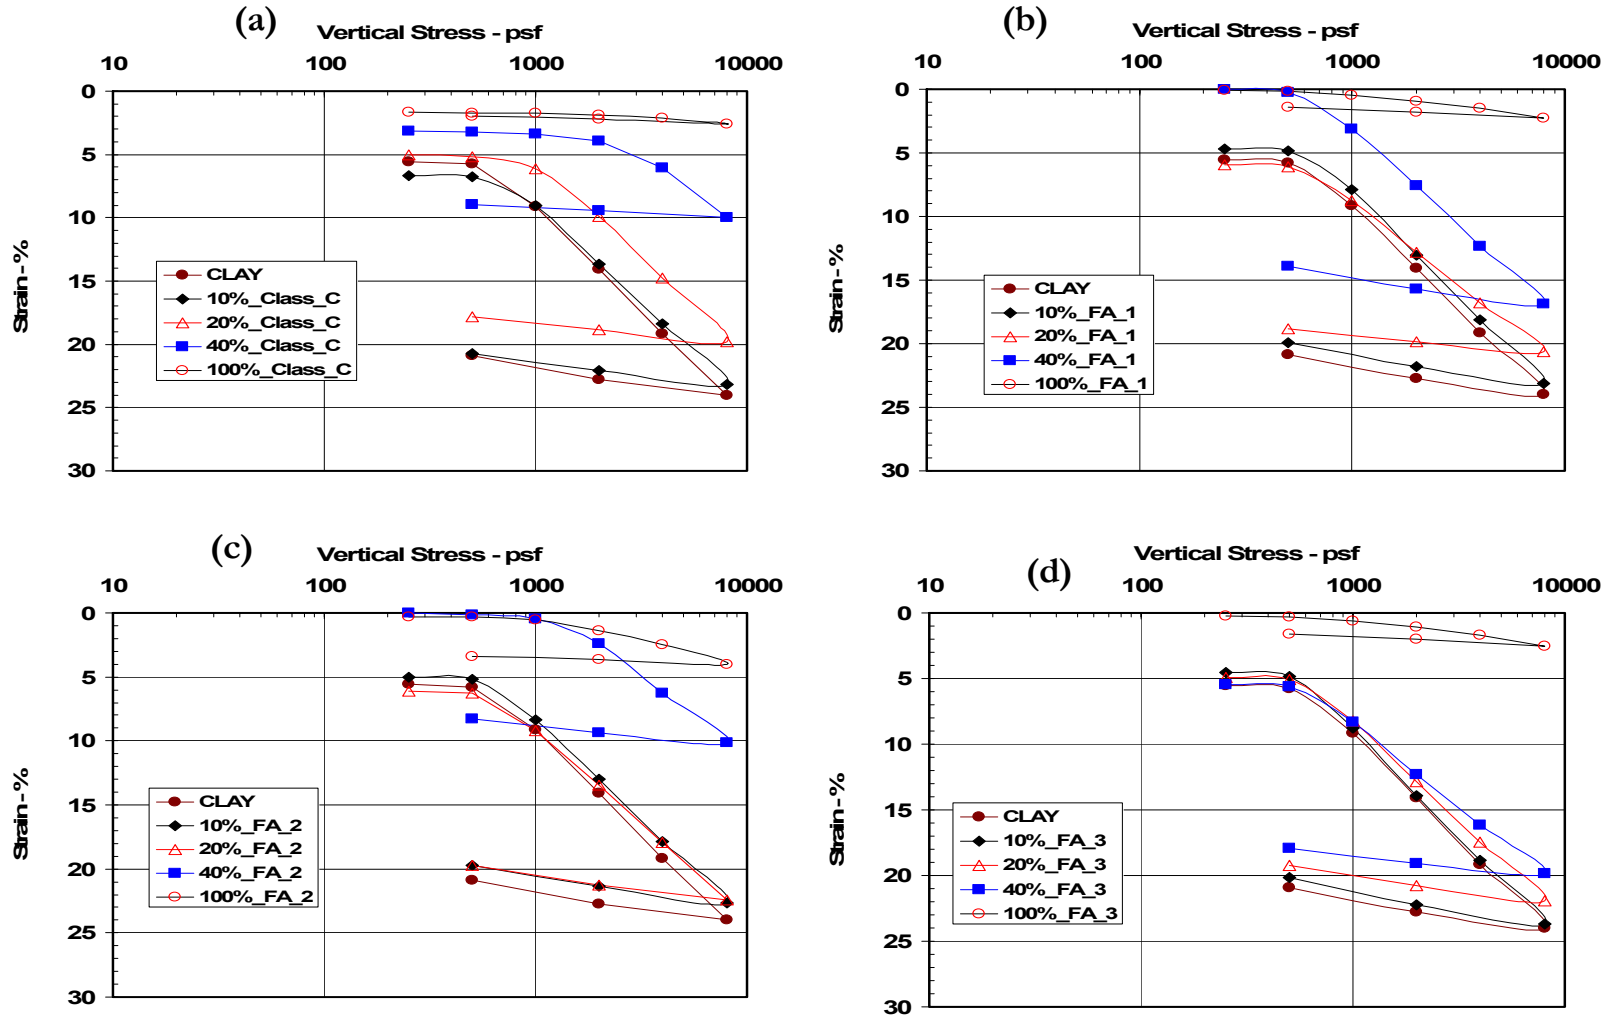 (a)
Vertical Stress - psf
10 100 1000 10000
0
5
10
15
20
25
30
Strain-%
CLAY
10%_Class_C
20%_Class_C
40%_Class_C
100%_Class_C
(b)
Vertical Stress - psf
10 100 1000 10000
0
5
10
15
20
25
30
Strain-%
CLAY
10%_FA_1
20%_FA_1
40%_FA_1
100%_FA_1
(c)
Vertical Stress - psf
10 100 1000 10000
0
5
10
15
20
25
30
Strain-%
CLAY
10%_FA_2
20%_FA_2
40%_FA_2
100%_FA_2
(d)
Vertical Stress - psf
10 100 1000 10000
0
5
10
15
20
25
30
Strain-%
CLAY
10%_FA_3
20%_FA_3
40%_FA_3
100%_FA_3